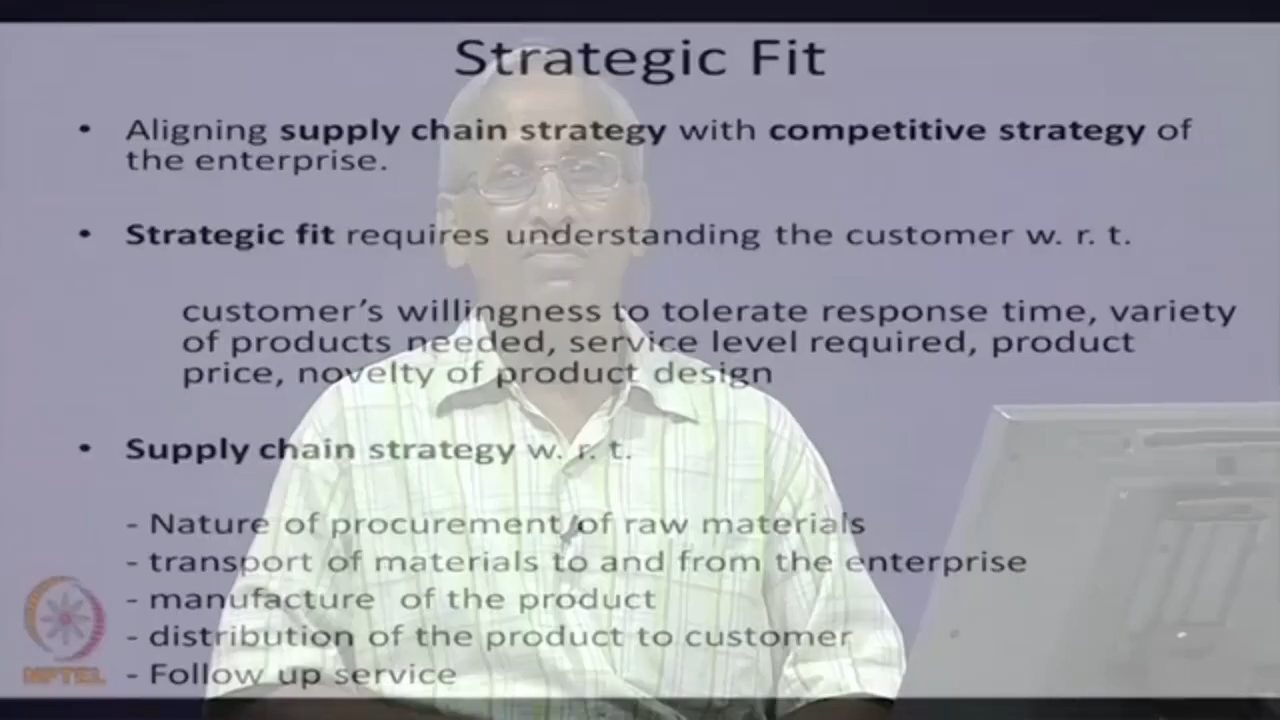 Strategic Fit
• Aligning supply chain strategy with competitive strategy of
the enterprise.
• Strategic fit requires understanding the customer w. r. t.
customer's willingness to tolerate response time, variety
of products needed, service level required, product
price, novelty of product design
• Supply chain strategy w. r. t.
- Nature of procurement of raw materials
- transport of materials to and from the enterprise
- manufacture of the product
- distribution of the product to customer
- Follow up service
NPTEL